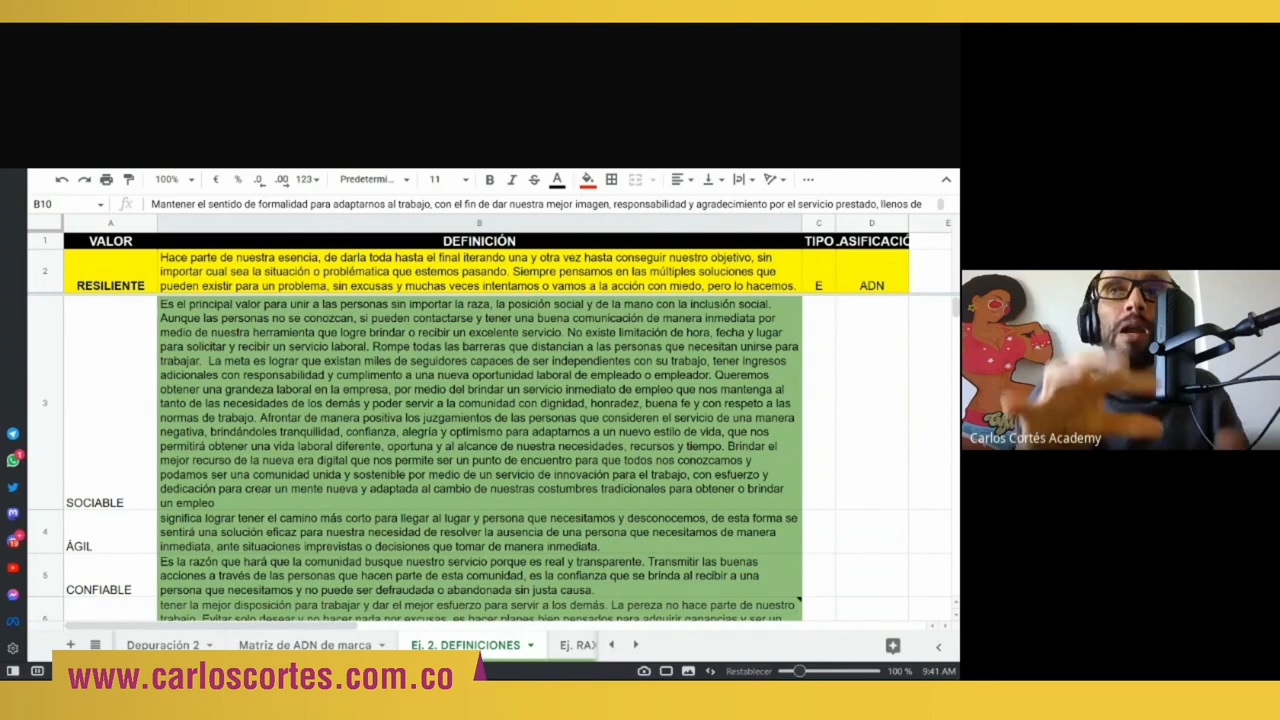 100%
€ % .0 .00 123
Predetermi...
11
B I S A
B10
fx
Mantener el sentido de formalidad para adaptarnos al trabajo, con el fin de dar nuestra mejor imagen, responsabilidad y agradecimiento por el servicio prestado, llenos de
A B C D E
1 VALOR DEFINICIÓN TIPO LASIFICACIÓ
Hace parte de nuestra esencia, de darla toda hasta el final iterando una y otra vez hasta conseguir nuestro objetivo, sin
importar cual sea la situación o problématica que estemos pasando. Siempre pensamos en las múltiples soluciones que
pueden existir para un problema, sin excusas y muchas veces intentamos o vamos a la acción con miedo, pero lo hacemos.
2 RESILIENTE E ADN
Es el principal valor para unir a las personas sin importar la raza, la posición social y de la mano con la inclusión social.
Aunque las personas no se conozcan, si pueden contactarse y tener una buena comunicación de manera inmediata por
medio de nuestra herramienta que logre brindar o recibir un excelente servicio. No existe limitación de hora, fecha y lugar
para solicitar y recibir un servicio laboral. Rompe todas las barreras que distancian a las personas que necesitan unirse para
trabajar. La meta es lograr que existan miles de seguidores capaces de ser independientes con su trabajo, tener ingresos
adicionales con responsabilidad y cumplimento a una nueva oportunidad laboral de empleado o empleador. Queremos
obtener una grandeza laboral en la empresa, por medio del brindar un servicio inmediato de empleo que nos mantenga al
tanto de las necesidades de los demás y poder servir a la comunidad con dignidad, honradez, buena fe y con respeto a las
normas de trabajo. Afrontar de manera positiva los juzgamientos de las personas que consideren el servicio de una manera
negativa, brindándoles tranquilidad, confianza, alegría y optimismo para adaptarnos a un nuevo estilo de vida, que nos
permitirá obtener una vida laboral diferente, oportuna y al alcance de nuestra necesidades, recursos y tiempo. Brindar el
mejor recurso de la nueva era digital que nos permite ser un punto de encuentro para que todos nos conozcamos y
podamos ser una comunidad unida y sostenible por medio de un servicio de innovación para el trabajo, con esfuerzo y
dedicación para crear un mente nueva y adaptada al cambio de nuestras costumbres tradicionales para obtener o brindar
un empleo
3 SOCIABLE
significa lograr tener el camino más corto para llegar al lugar y persona que necesitamos y desconocemos, de esta forma se
sentirá una solución eficaz para nuestra necesidad de resolver la ausencia de una persona que necesitamos de manera
inmediata, ante situaciones imprevistas o decisiones que tomar de manera inmediata.
4 ÁGIL
Es la razón que hará que la comunidad busque nuestro servicio porque es real y transparente. Transmitir las buenas
acciones a través de las personas que hacen parte de esta comunidad, es la confianza que se brinda al recibir a una
persona que necesitamos y no puede ser defraudada o abandonada sin justa causa.
5 CONFIABLE
tener la mejor disposición para trabajar y dar el mejor esfuerzo para servir a los demás. La pereza no hace parte de nuestro
trabajo. Evitar solo desear y no hacer nada por excusas, es hacer planes bien pensados para adquirir ganancias y ser un
Depuración 2
Matriz de ADN de marca
Ej. 2. DEFINICIONES
Ej. RAX
Restablecer
100 %
9:41 AM
Carlos Cortés Academy
www.carloscortes.com.co